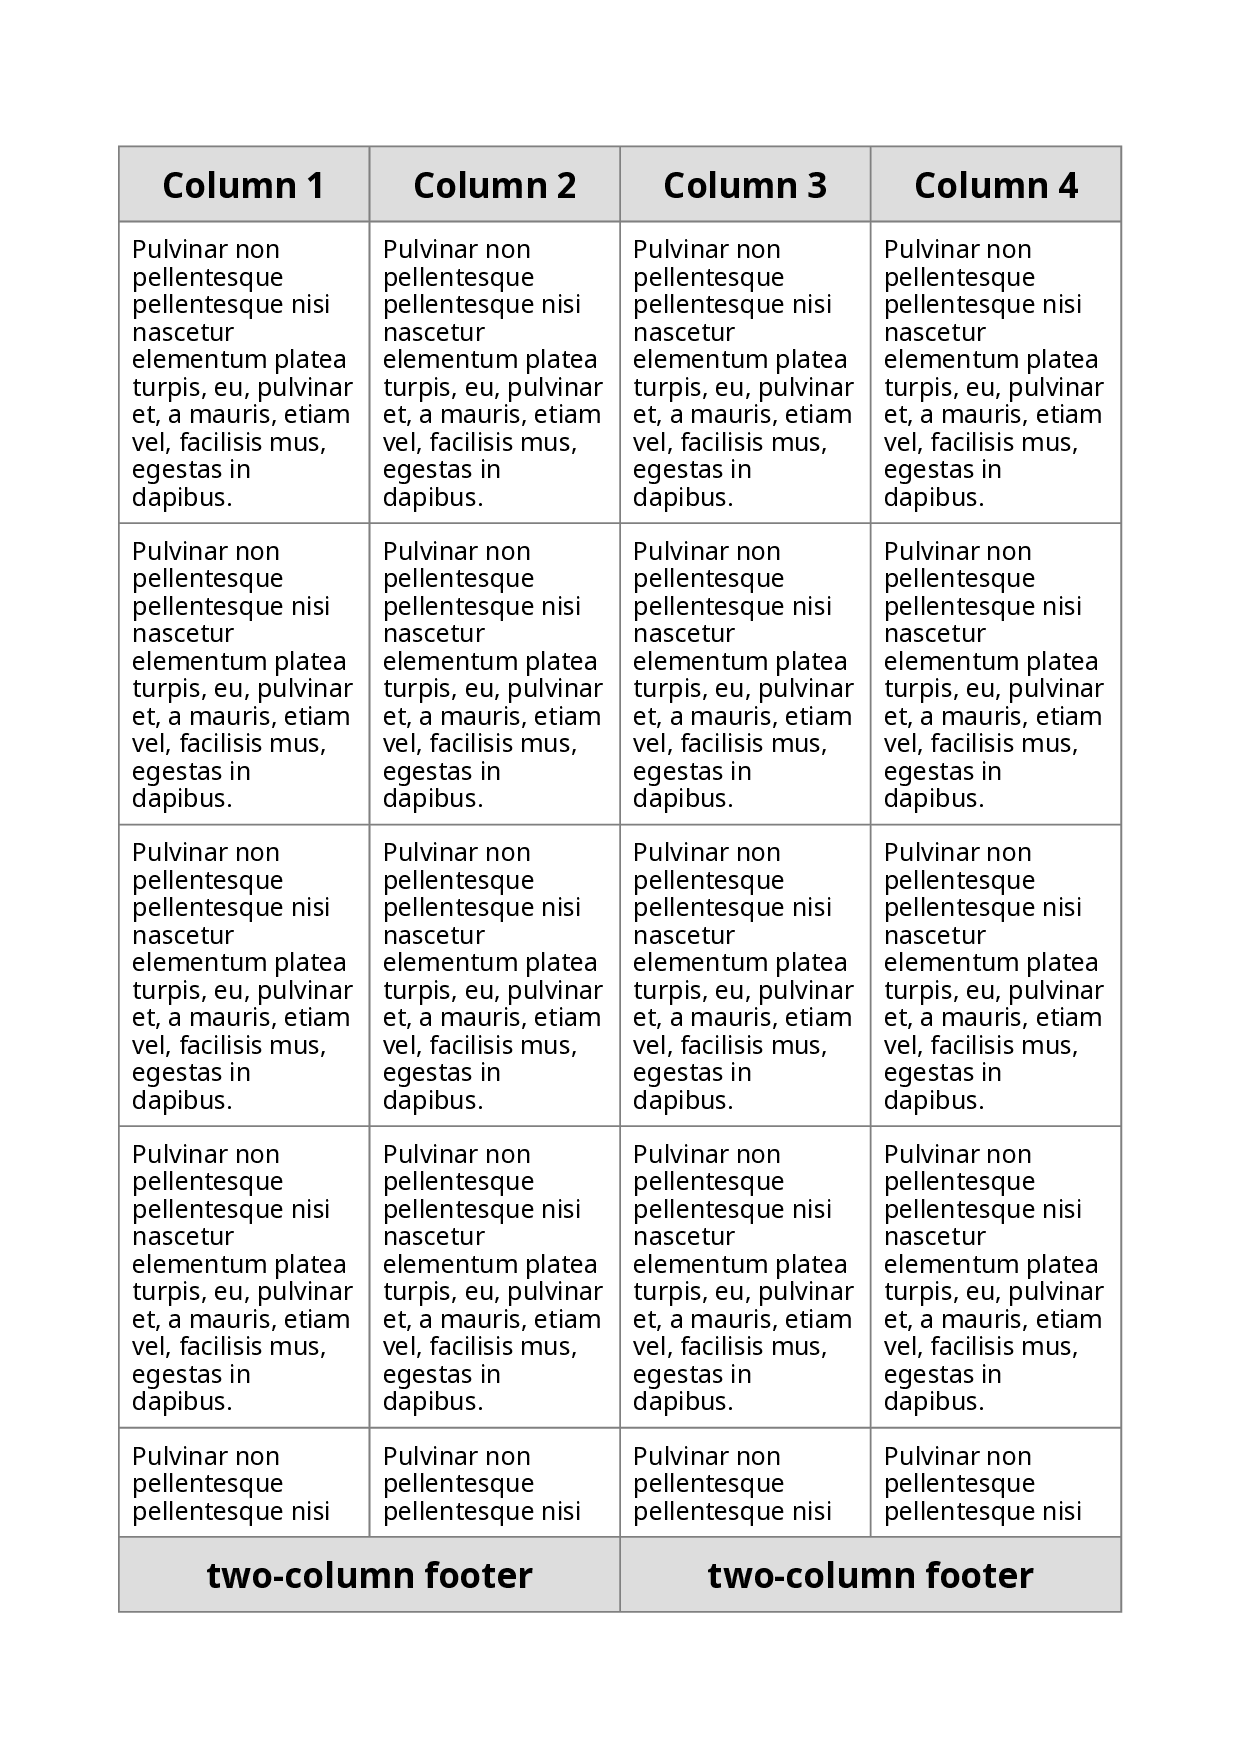 Column 1 Column 2 Column 3 Column 4
Pulvinar non Pulvinar non Pulvinar non Pulvinar non
pellentesque pellentesque pellentesque pellentesque
pellentesque nisi pellentesque nisi pellentesque nisi pellentesque nisi
nascetur nascetur nascetur nascetur
elementum platea elementum platea elementum platea elementum platea
turpis, eu, pulvinar turpis, eu, pulvinar turpis, eu, pulvinar turpis, eu, pulvinar
et, a mauris, etiam et, a mauris, etiam et, a mauris, etiam et, a mauris, etiam
vel, facilisis mus, vel, facilisis mus, vel, facilisis mus, vel, facilisis mus,
egestas in egestas in egestas in egestas in
dapibus. dapibus. dapibus. dapibus.
Pulvinar non Pulvinar non Pulvinar non Pulvinar non
pellentesque pellentesque pellentesque pellentesque
pellentesque nisi pellentesque nisi pellentesque nisi pellentesque nisi
nascetur nascetur nascetur nascetur
elementum platea elementum platea elementum platea elementum platea
turpis, eu, pulvinar turpis, eu, pulvinar turpis, eu, pulvinar turpis, eu, pulvinar
et, a mauris, etiam et, a mauris, etiam et, a mauris, etiam et, a mauris, etiam
vel, facilisis mus, vel, facilisis mus, vel, facilisis mus, vel, facilisis mus,
egestas in egestas in egestas in egestas in
dapibus. dapibus. dapibus. dapibus.
Pulvinar non Pulvinar non Pulvinar non Pulvinar non
pellentesque pellentesque pellentesque pellentesque
pellentesque nisi pellentesque nisi pellentesque nisi pellentesque nisi
nascetur nascetur nascetur nascetur
elementum platea elementum platea elementum platea elementum platea
turpis, eu, pulvinar turpis, eu, pulvinar turpis, eu, pulvinar turpis, eu, pulvinar
et, a mauris, etiam et, a mauris, etiam et, a mauris, etiam et, a mauris, etiam
vel, facilisis mus, vel, facilisis mus, vel, facilisis mus, vel, facilisis mus,
egestas in egestas in egestas in egestas in
dapibus. dapibus. dapibus. dapibus.
Pulvinar non Pulvinar non Pulvinar non Pulvinar non
pellentesque pellentesque pellentesque pellentesque
pellentesque nisi pellentesque nisi pellentesque nisi pellentesque nisi
nascetur nascetur nascetur nascetur
elementum platea elementum platea elementum platea elementum platea
turpis, eu, pulvinar turpis, eu, pulvinar turpis, eu, pulvinar turpis, eu, pulvinar
et, a mauris, etiam et, a mauris, etiam et, a mauris, etiam et, a mauris, etiam
vel, facilisis mus, vel, facilisis mus, vel, facilisis mus, vel, facilisis mus,
egestas in egestas in egestas in egestas in
dapibus. dapibus. dapibus. dapibus.
Pulvinar non Pulvinar non Pulvinar non Pulvinar non
pellentesque pellentesque pellentesque pellentesque
pellentesque nisi pellentesque nisi pellentesque nisi pellentesque nisi
two-column footer two-column footer